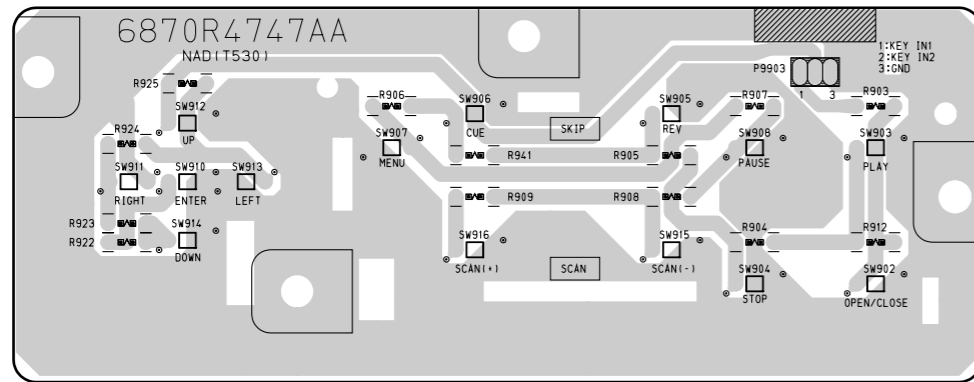 6870R4747AA
NAD(T530)
1:KEY IN1
2:KEY IN2
3:GND
P9903
1 3
R925
SW912
UP
R906
SW906
CUE
SKIP
SW905
REV
R907
R903
R924
SW907
MENU
R941
R905
SW908
PAUSE
SW903
PLAY
SW911
RIGHT
SW910
ENTER
SW913
LEFT
R909
R908
R923
R922
SW914
DOWN
SW916
SCAN(+)
SCAN
SW915
SCAN(-)
R904
R912
SW904
STOP
SW902
OPEN/CLOSE